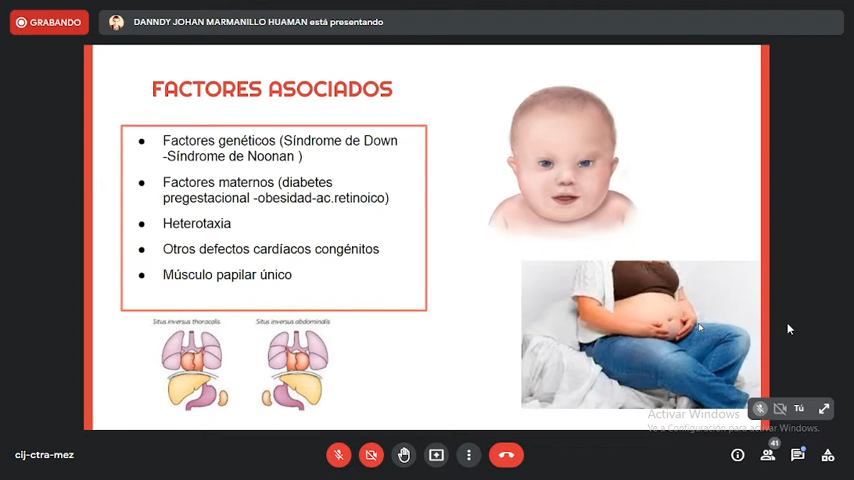 GRABANDO
DANNDY JOHAN MARMANILLO HUAMAN está presentando
FACTORES ASOCIADOS
● Factores genéticos (Síndrome de Down
-Síndrome de Noonan )
● Factores maternos (diabetes
pregestacional -obesidad-ac.retinoico)
● Heterotaxia
● Otros defectos cardíacos congénitos
● Músculo papilar único
Situs inversus thoracalis
Situs inversus abdominalis
Activar Windows
Ve a Configuración para activar Windows.
Tú
cij-ctra-mez
41